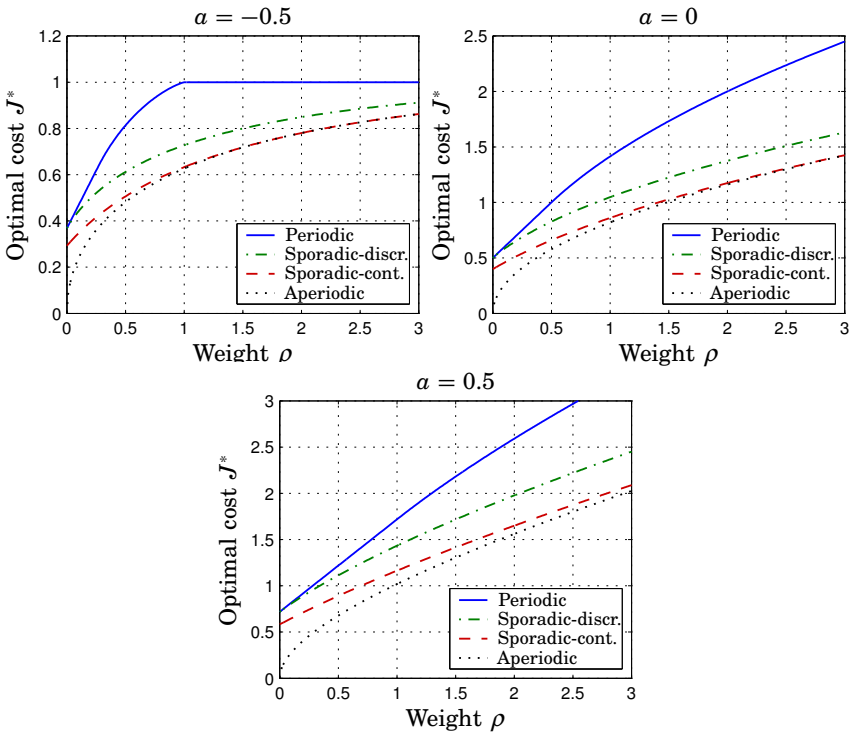 a = −0.5
Optimal cost J*
1.2
1
0.8
0.6
0.4
0.2
0
0 0.5 1 1.5 2 2.5 3
Weight ρ
Periodic
Sporadic-discr.
Sporadic-cont.
Aperiodic
a = 0
Optimal cost J*
2.5
2
1.5
1
0.5
0
0 0.5 1 1.5 2 2.5 3
Weight ρ
Periodic
Sporadic-discr.
Sporadic-cont.
Aperiodic
a = 0.5
Optimal cost J*
3
2.5
2
1.5
1
0.5
0
0 0.5 1 1.5 2 2.5 3
Weight ρ
Periodic
Sporadic-discr.
Sporadic-cont.
Aperiodic